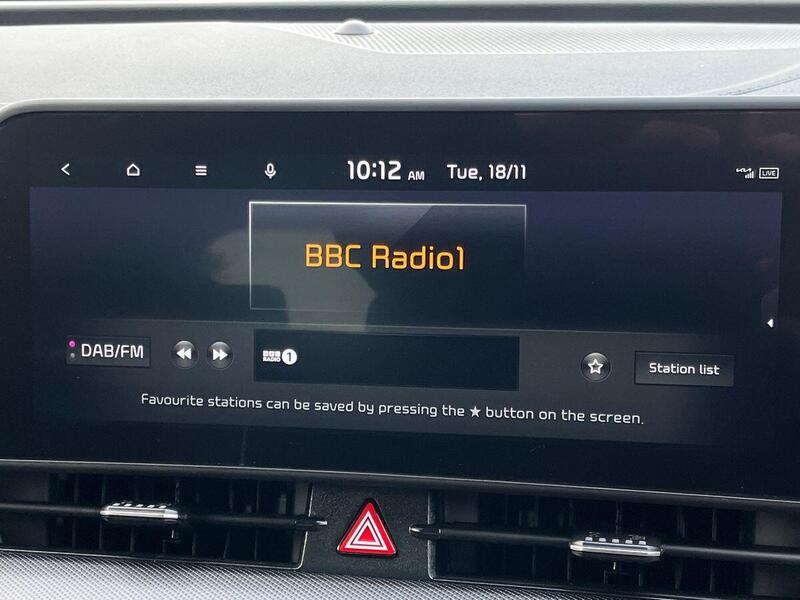 10:12 AM Tue, 18/11
LIVE
BBC Radio1
DAB/FM
BBC
RADIO 1
Station list
Favourite stations can be saved by pressing the ★ button on the screen.